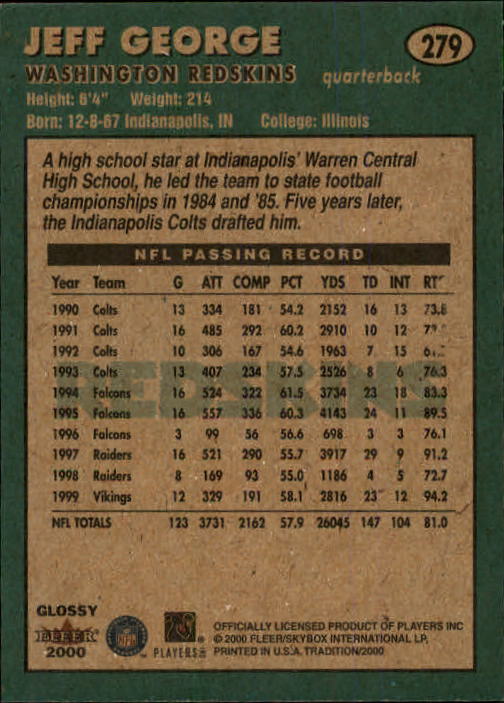 JEFF GEORGE
279
WASHINGTON REDSKINS quarterback
Height: 6'4" Weight: 214
Born: 12-8-67 Indianapolis, IN College: Illinois
A high school star at Indianapolis' Warren Central
High School, he led the team to state football
championships in 1984 and '85. Five years later,
the Indianapolis Colts drafted him.
NFL PASSING RECORD
Year Team G ATT COMP PCT YDS TD INT
1990 Colts 13 334 181 54.2 2152 16 13 73.8
1991 Colts 16 485 292 60.2 2910 10 12
1992 Colts 10 306 167 54.6 1963 7 15
1993 Colts 13 407 234 57.5 2526 8 6 76.3
REDSKINS
1994 Falcons 16 524 322 61.5 3734 23 18 83.3
1995 Falcons 16 557 336 60.3 4143 24 11 89.5
1996 Falcons 3 99 56 56.6 698 3 3 76.1
1997 Raiders 16 521 290 55.7 3917 29 9 91.2
1998 Raiders 8 169 93 55.0 1186 4 5 72.7
1999 Vikings 12 329 191 58.1 2816 23 12 94.2
NFL TOTALS 123 3731 2162 57.9 26045 147 104 81.0
GLOSSY
FLEER
2000
NFL
PLAYERS
OFFICIALLY LICENSED PRODUCT OF PLAYERS INC
© 2000 FLEER/SKYBOX INTERNATIONAL LP.
PRINTED IN U.S.A. TRADITION/2000